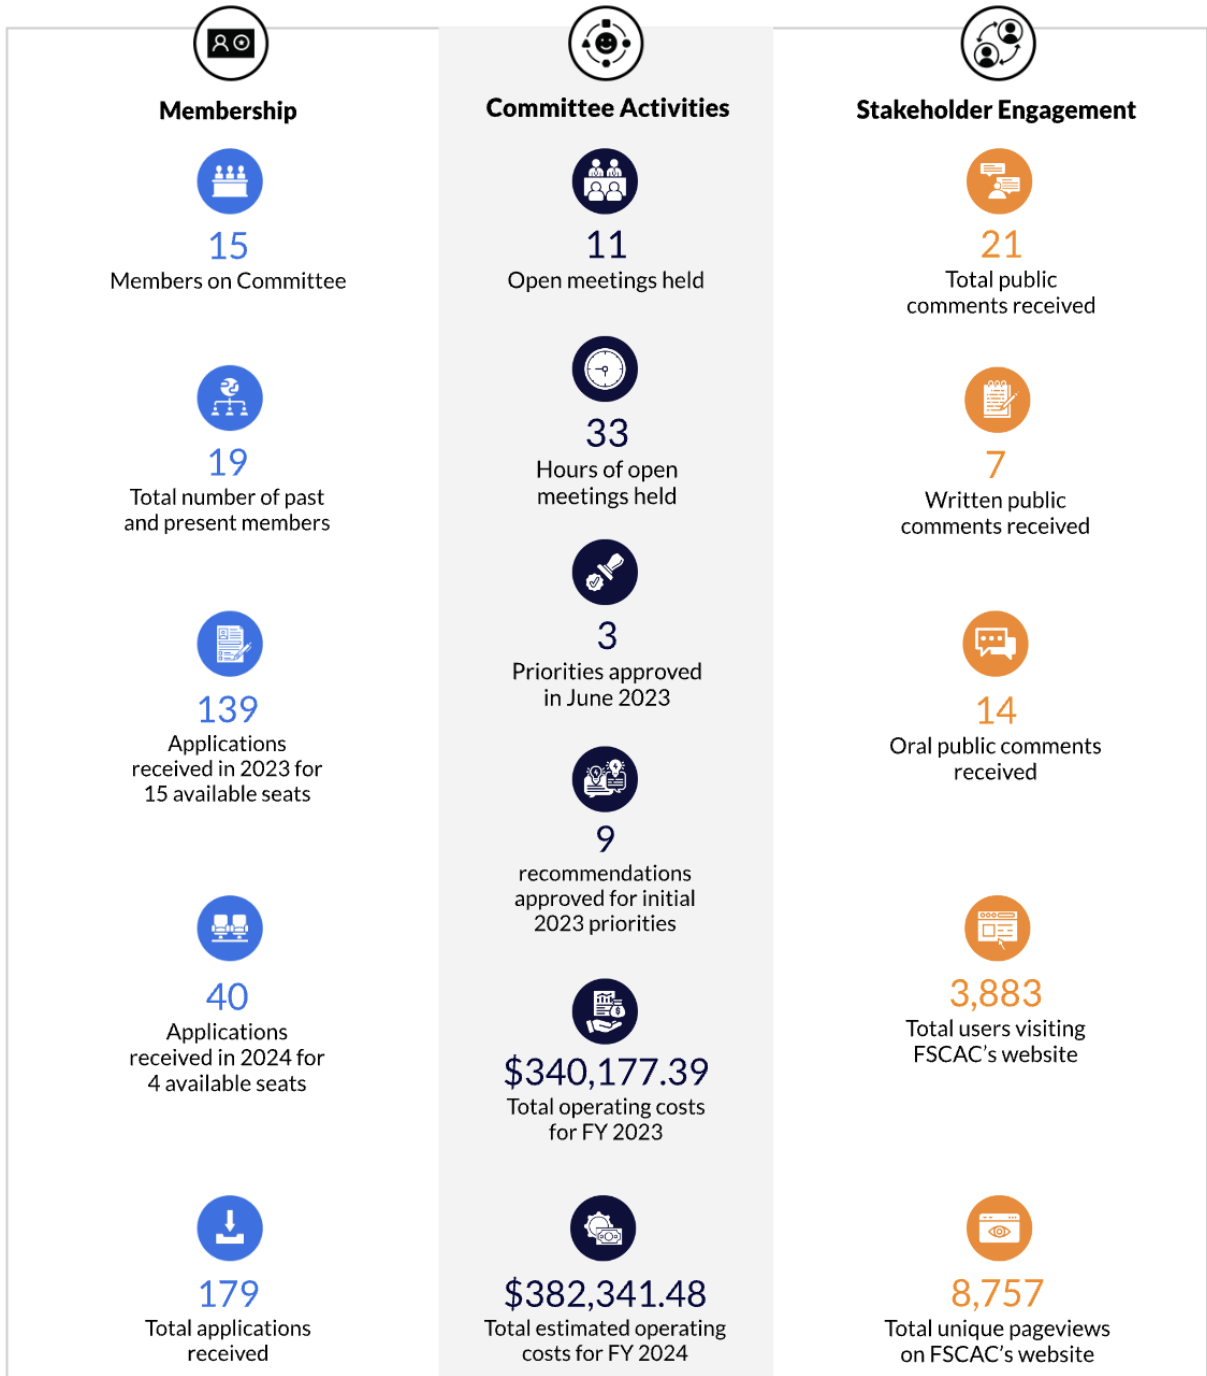 Membership
15
Members on Committee
19
Total number of past
and present members
139
Applications
received in 2023 for
15 available seats
40
Applications
received in 2024 for
4 available seats
179
Total applications
received
Committee Activities
11
Open meetings held
33
Hours of open
meetings held
3
Priorities approved
in June 2023
9
recommendations
approved for initial
2023 priorities
$340,177.39
Total operating costs
for FY 2023
$382,341.48
Total estimated operating
costs for FY 2024
Stakeholder Engagement
21
Total public
comments received
7
Written public
comments received
14
Oral public comments
received
3,883
Total users visiting
FSCAC's website
8,757
Total unique pageviews
on FSCAC's website